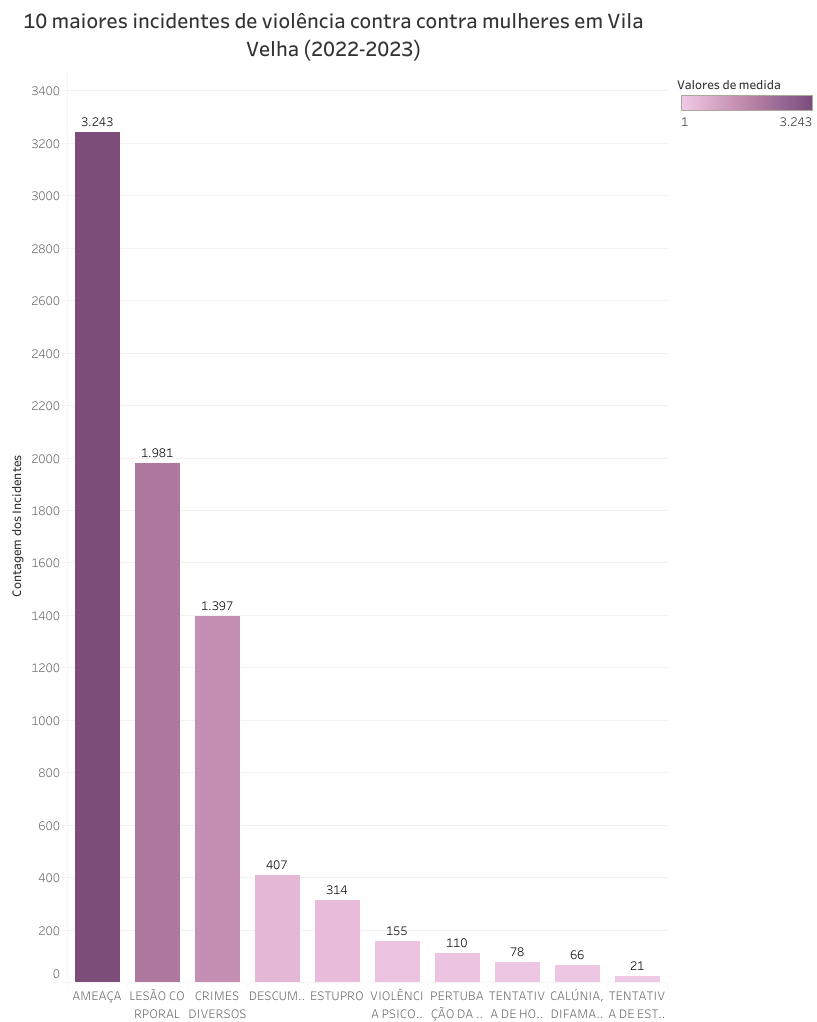 10 maiores incidentes de violência contra contra mulheres em Vila
Velha (2022-2023)
Valores de medida
1
3.243
3400
3200
3000
2800
2600
2400
2200
2000
1800
1600
1400
1200
1000
800
600
400
200
0
Contagem dos Incidentes
3.243
1.981
1.397
407
314
155
110
78
66
21
AMEAÇA
LESÃO CO
RPORAL
CRIMES
DIVERSOS
DESCUM..
ESTUPRO
VIOLÊNCI
A PSICO..
PERTUBA
ÇÃO DA ..
TENTATIV
A DE HO..
CALÚNIA,
DIFAMA..
TENTATIV
A DE EST..